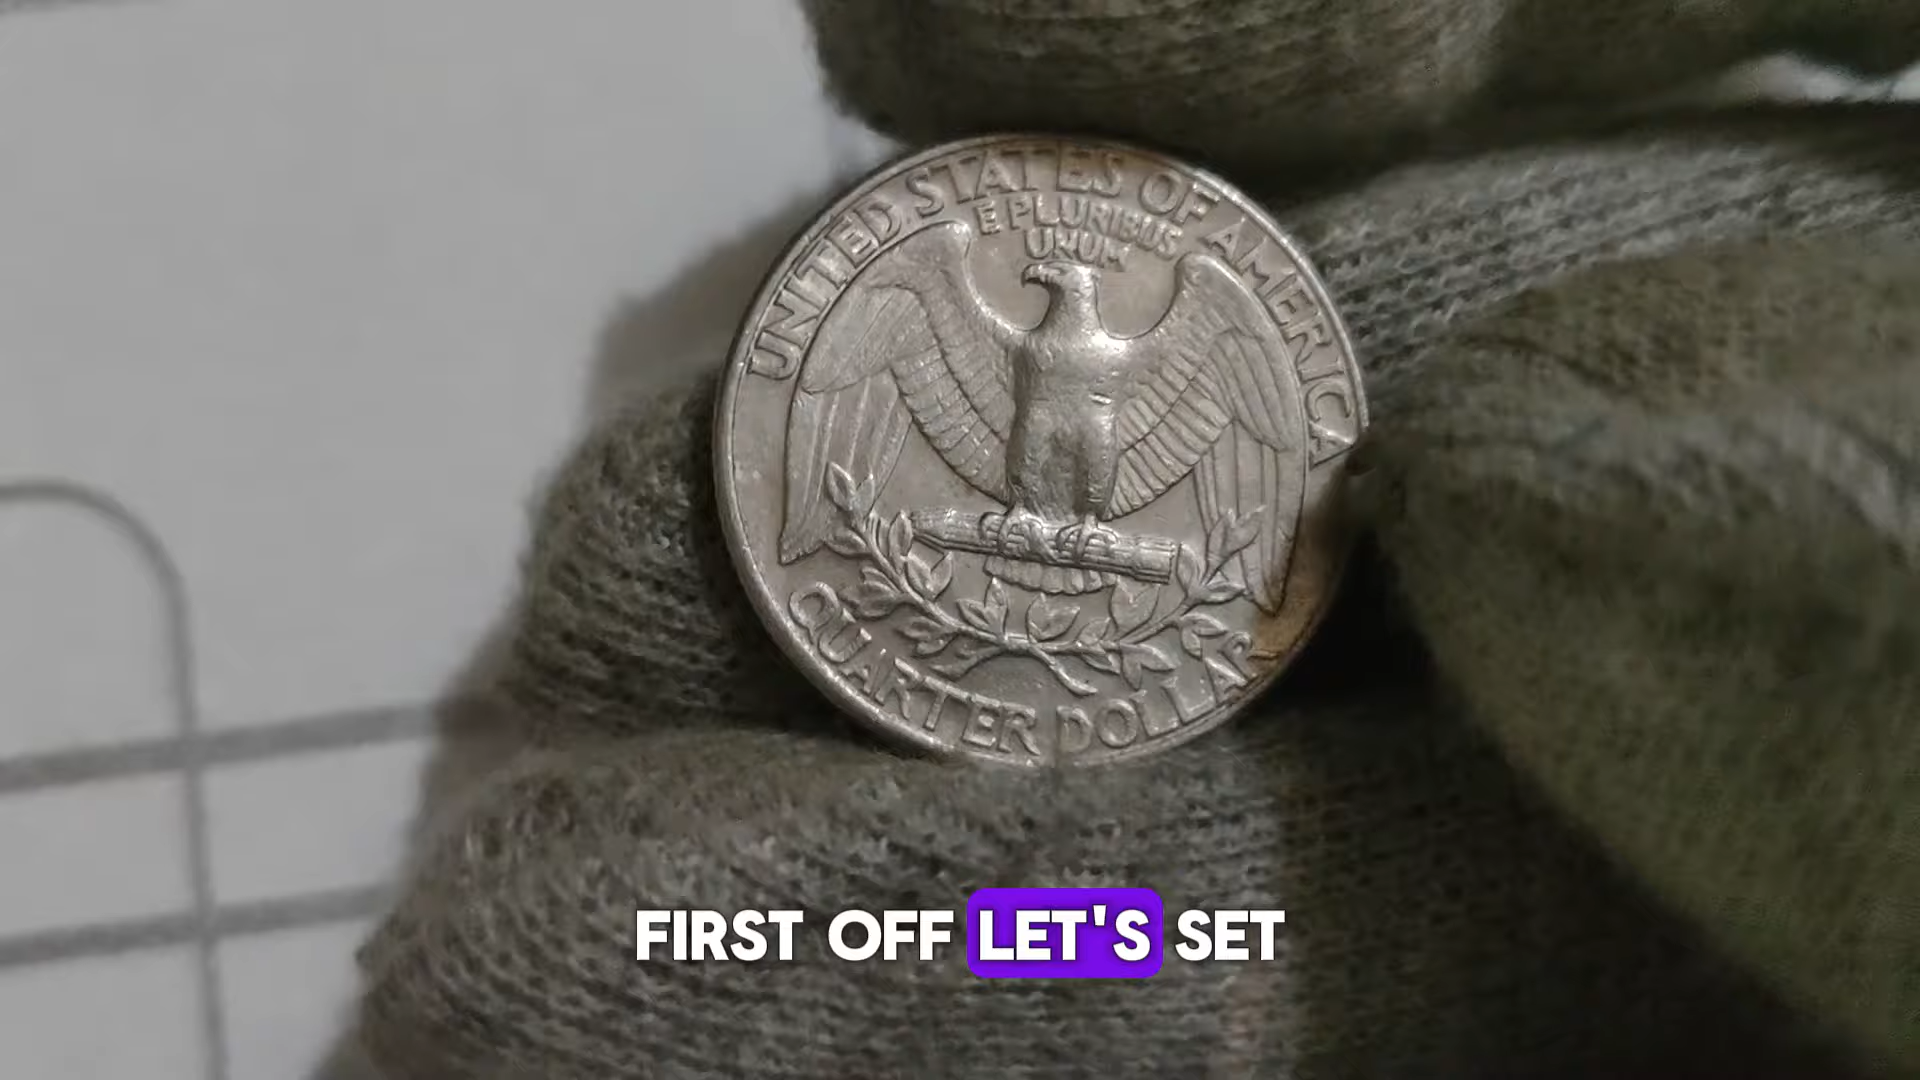 UNITED STATES OF AMERICA
E PLURIBUS
UNUM
QUARTER DOLLAR
FIRST OFF LET'S SET